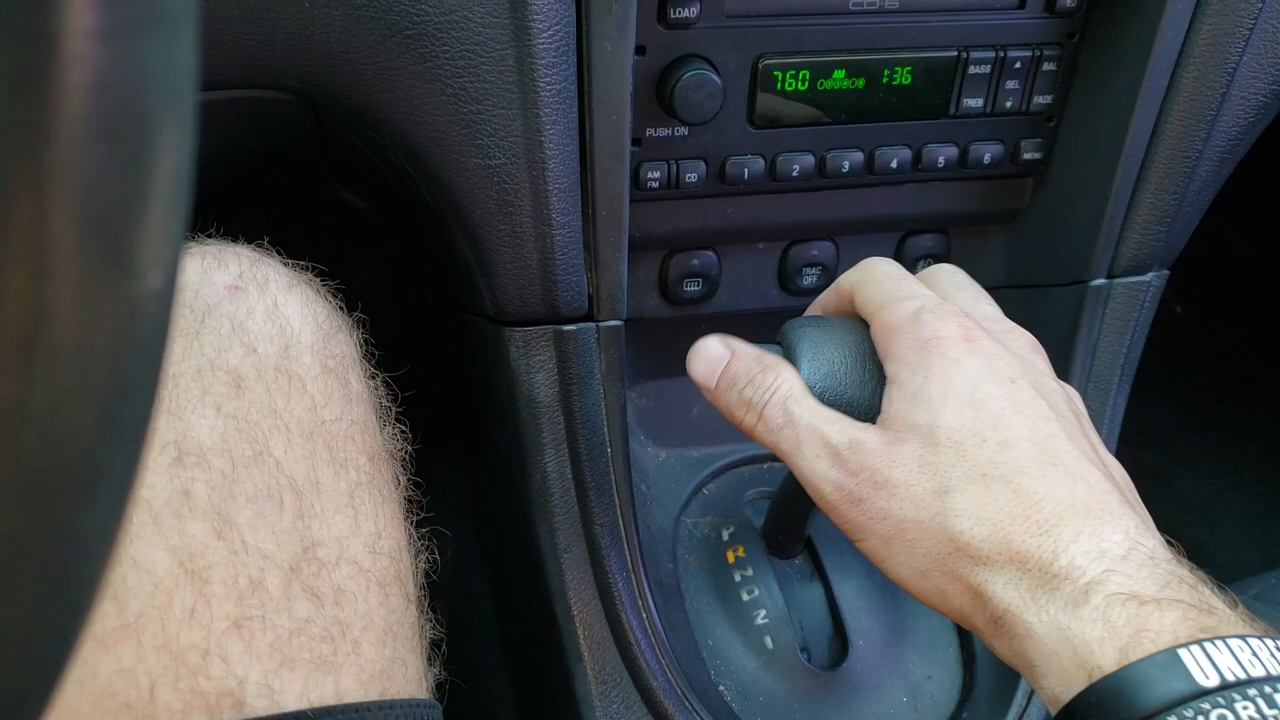 LOAD
CD:6
760 AM 1:36
BASS
TREB
▲
SEL
▼
BAL
FADE
PUSH ON
AM
FM
CD
1
2
3
4
5
6
MENU
TRAC
OFF
P
R
N
D
2
1
UNBR